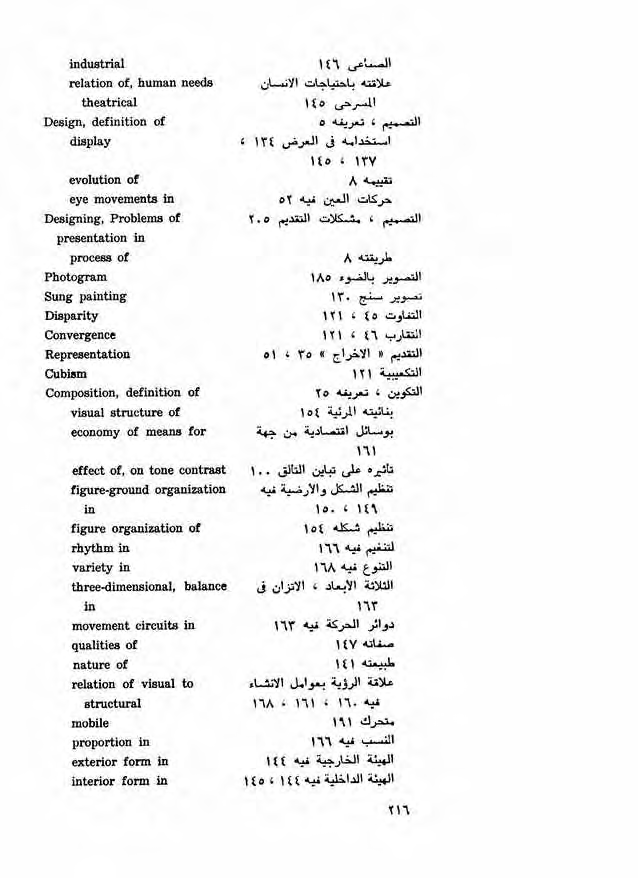 industrial الصناعى ١٤٦
relation of, human needs علاقته باحتياجات الانسان
theatrical المسرحى ١٤٥
Design, definition of التصميم ، تعريفه ٥
display استخدامه فى العرض ١٣٤ ،
١٣٧ ، ١٤٥
evolution of تقييمه ٨
eye movements in حركات العين فيه ٥٢
Designing, Problems of التصميم ، مشكلات التقديم ٢٠٥
presentation in
process of طريقته ٨
Photogram التصوير بالضوء ١٨٥
Sung painting تصوير سنج ١٣٠
Disparity التفاوت ٤٥ ، ١٢١
Convergence التقارب ٤٦ ، ١٢١
Representation التقديم « الاخراج » ٣٥ ، ٥١
Cubism التكعيبية ١٢١
Composition, definition of التكوين ، تعريفه ٢٥
visual structure of بنائيته المرئية ١٥٤
economy of means for بوسائل اقتصادية من جهة
١٦١
effect of, on tone contrast تأثيره على تباين التألق ١٠٠
figure-ground organization تنظيم الشكل والارضية فيه
in ١٤٩ ، ١٥٠
figure organization of تنظيم شكله ١٥٤
rhythm in لتنغيم فيه ١٦٦
variety in التنوع فيه ١٦٨
three-dimensional, balance الثلاثة الابعاد ، الاتزان فى
in ١٦٣
movement circuits in دوائر الحركة فيه ١٦٣
qualities of صفاته ١٤٧
nature of طبيعته ١٤١
relation of visual to علاقة الرؤية بعوامل الانشاء
structural فيه ١٦٠ ، ١٦١ ، ١٦٨
mobile متحرك ١٩١
proportion in النسب فيه ١٦٦
exterior form in الهيئة الخارجية فيه ١٤٤
interior form in الهيئة الداخلية فيه ١٤٤ ، ١٤٥
٢١٦